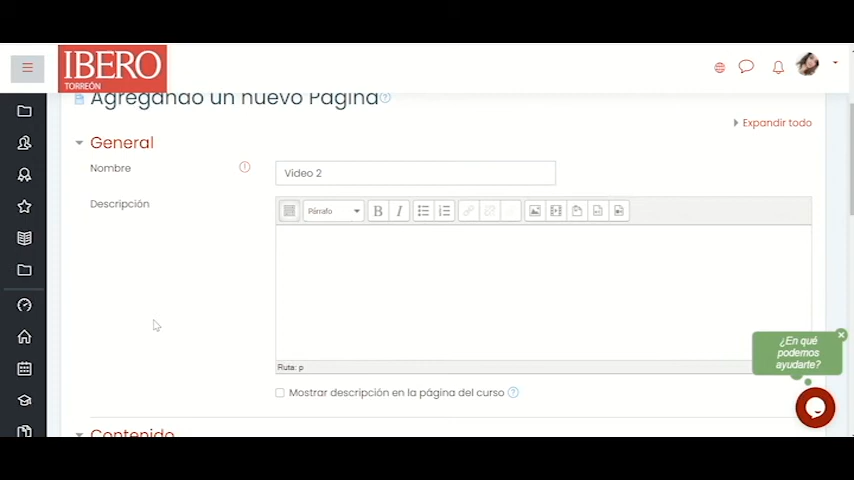 IBERO
TORREÓN
Agregando un nuevo Página
Expandir todo
General
Nombre
Video 2
Descripción
Párrafo
B I
Ruta: p
¿En qué
podemos
ayudarte?
Mostrar descripción en la página del curso
Contenido